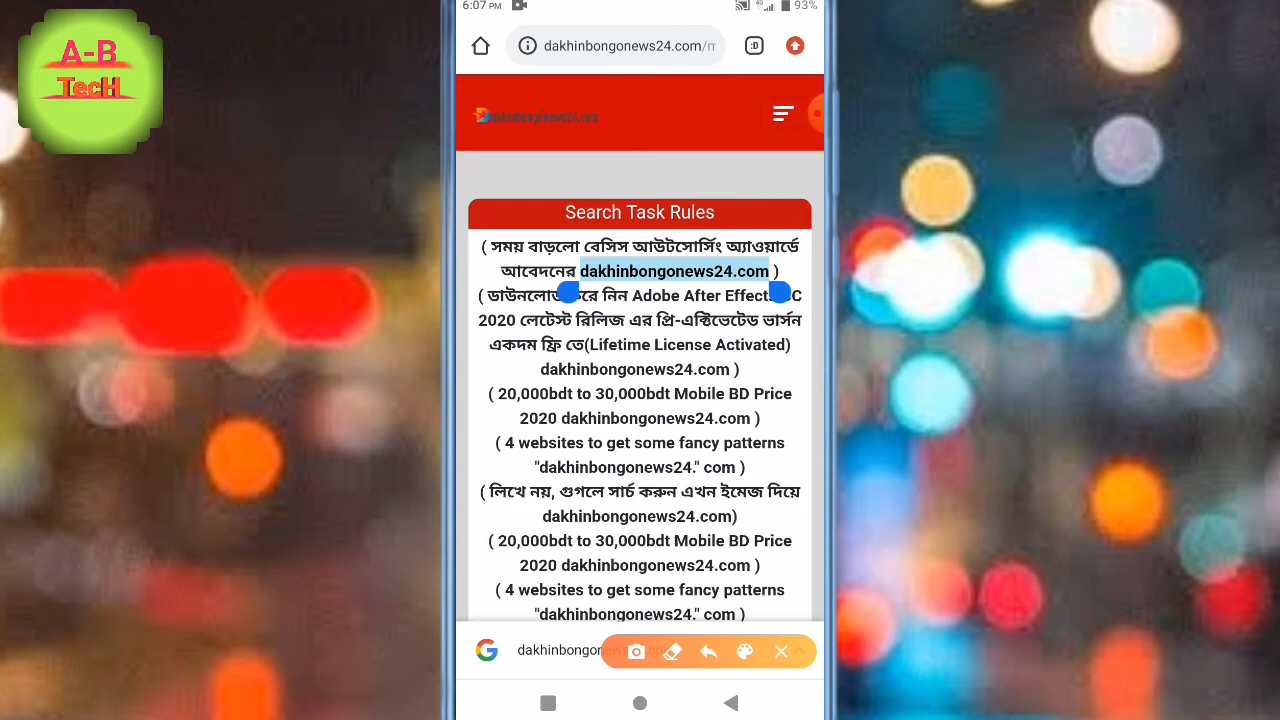 A-B
TecH
6:07 PM
93%
dakhinbongonews24.com/m
:D
Dakhinbongonews24.com
Search Task Rules
( সময় বাড়লো বেসিস আউটসোর্সিং অ্যাওয়ার্ডে
আবেদনের dakhinbongonews24.com )
( ডাউনলোড করে নিন Adobe After Effects CC
2020 লেটেস্ট রিলিজ এর প্রি-এক্টিভেটেড ভার্সন
একদম ফ্রি তে(Lifetime License Activated)
dakhinbongonews24.com )
( 20,000bdt to 30,000bdt Mobile BD Price
2020 dakhinbongonews24.com )
( 4 websites to get some fancy patterns
"dakhinbongonews24." com )
( লিখে নয়, গুগলে সার্চ করুন এখন ইমেজ দিয়ে
dakhinbongonews24.com)
( 20,000bdt to 30,000bdt Mobile BD Price
2020 dakhinbongonews24.com )
( 4 websites to get some fancy patterns
"dakhinbongonews24." com )
dakhinbongon